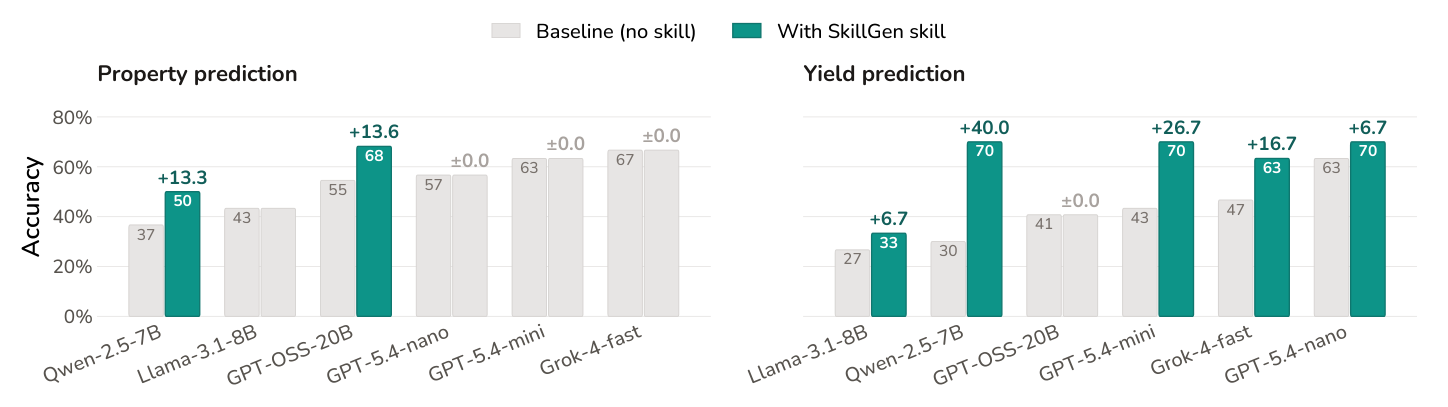 Baseline (no skill) With SkillGen skill
Property prediction
Accuracy
80%
60%
40%
20%
0%
+13.3
+13.6
±0.0
±0.0
±0.0
37 50 43 55 68 57 63 67
Qwen-2.5-7B Llama-3.1-8B GPT-OSS-20B GPT-5.4-nano GPT-5.4-mini Grok-4-fast
Yield prediction
+6.7
+40.0
±0.0
+26.7
+16.7
+6.7
27 33 30 70 41 43 70 47 63 63 70
Llama-3.1-8B Qwen-2.5-7B GPT-OSS-20B GPT-5.4-mini Grok-4-fast GPT-5.4-nano